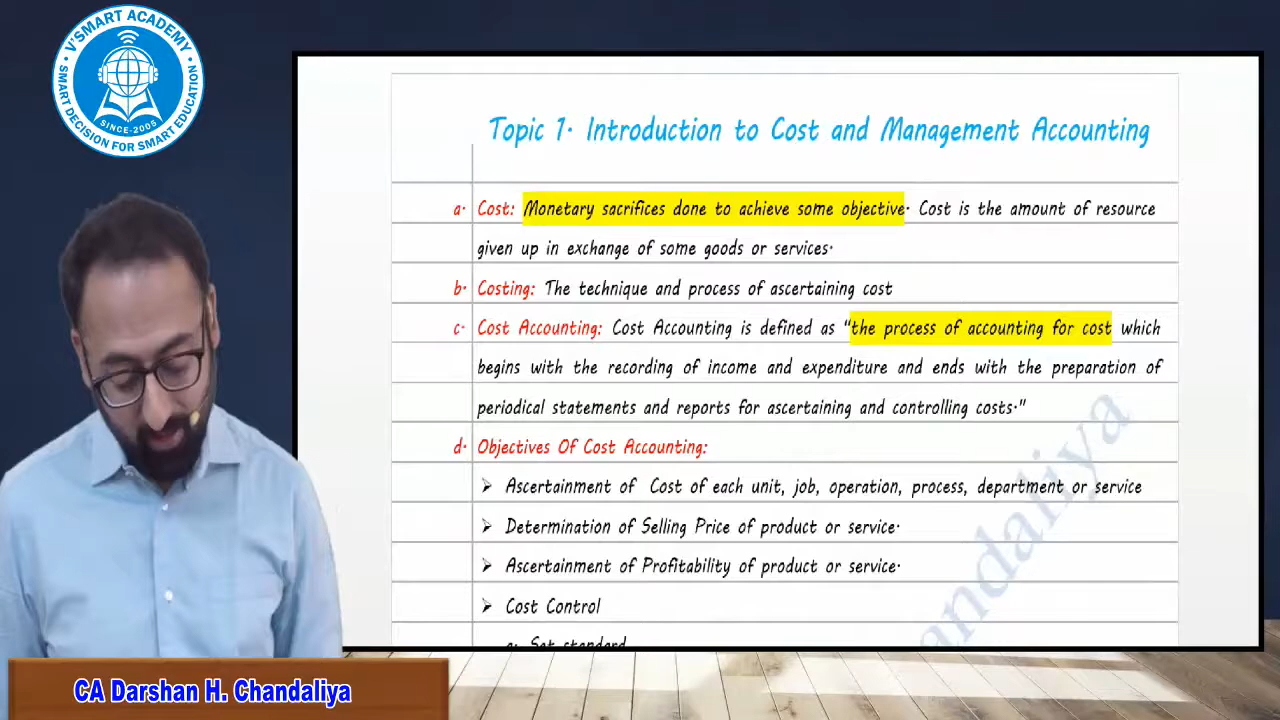 V'SMART ACADEMY
SMART DECISION FOR SMART EDUCATION
SINCE-2005
Topic 1. Introduction to Cost and Management Accounting
a. Cost: Monetary sacrifices done to achieve some objective. Cost is the amount of resource
given up in exchange of some goods or services.
b. Costing: The technique and process of ascertaining cost
c. Cost Accounting: Cost Accounting is defined as "the process of accounting for cost which
begins with the recording of income and expenditure and ends with the preparation of
periodical statements and reports for ascertaining and controlling costs."
d. Objectives Of Cost Accounting:
➢ Ascertainment of Cost of each unit, job, operation, process, department or service
➢ Determination of Selling Price of product or service.
➢ Ascertainment of Profitability of product or service.
➢ Cost Control
a. Set standard
andaliya
CA Darshan H. Chandaliya